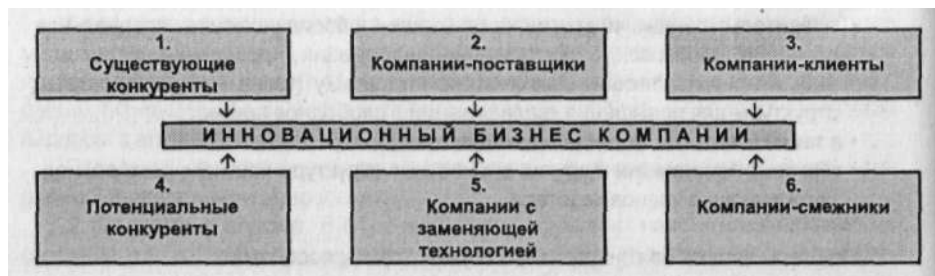 1.
Существующие
конкуренты
2.
Компании-поставщики
3.
Компании-клиенты
ИННОВАЦИОННЫЙ БИЗНЕС КОМПАНИИ
4.
Потенциальные
конкуренты
5.
Компании с
заменяющей
технологией
6.
Компании-смежники